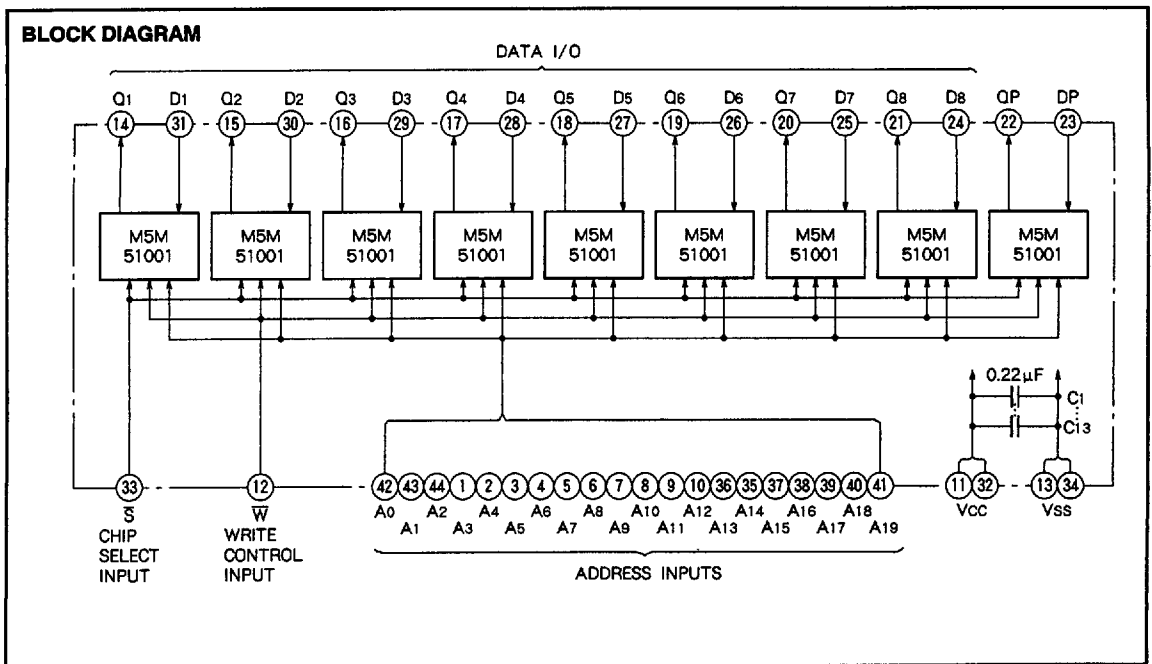 BLOCK DIAGRAM
DATA I/O
Q1 D1 Q2 D2 Q3 D3 Q4 D4 Q5 D5 Q6 D6 Q7 D7 Q8 D8 QP DP
14 31 15 30 16 29 17 28 18 27 19 26 20 25 21 24 22 23
M5M M5M M5M M5M M5M M5M M5M M5M M5M
51001 51001 51001 51001 51001 51001 51001 51001 51001
0.22μF
C1
C13
33 12 42 43 44 1 2 3 4 5 6 7 8 9 10 36 35 37 38 39 40 41 11 32 13 34
S̅ W̅ A0 A2 A4 A6 A8 A10 A12 A14 A16 A18 VCC VSS
A1 A3 A5 A7 A9 A11 A13 A15 A17 A19
CHIP WRITE
SELECT CONTROL
INPUT INPUT
ADDRESS INPUTS